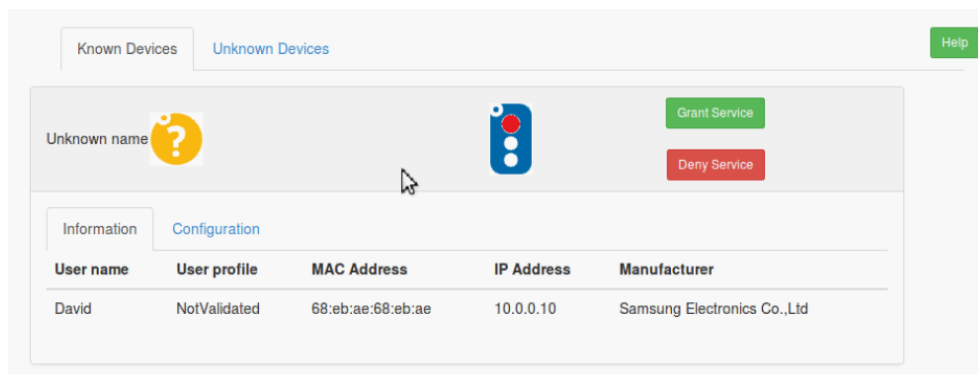 Known Devices Unknown Devices Help
Unknown name ? Grant Service
Deny Service
Information Configuration
User name User profile MAC Address IP Address Manufacturer
David NotValidated 68:eb:ae:68:eb:ae 10.0.0.10 Samsung Electronics Co.,Ltd